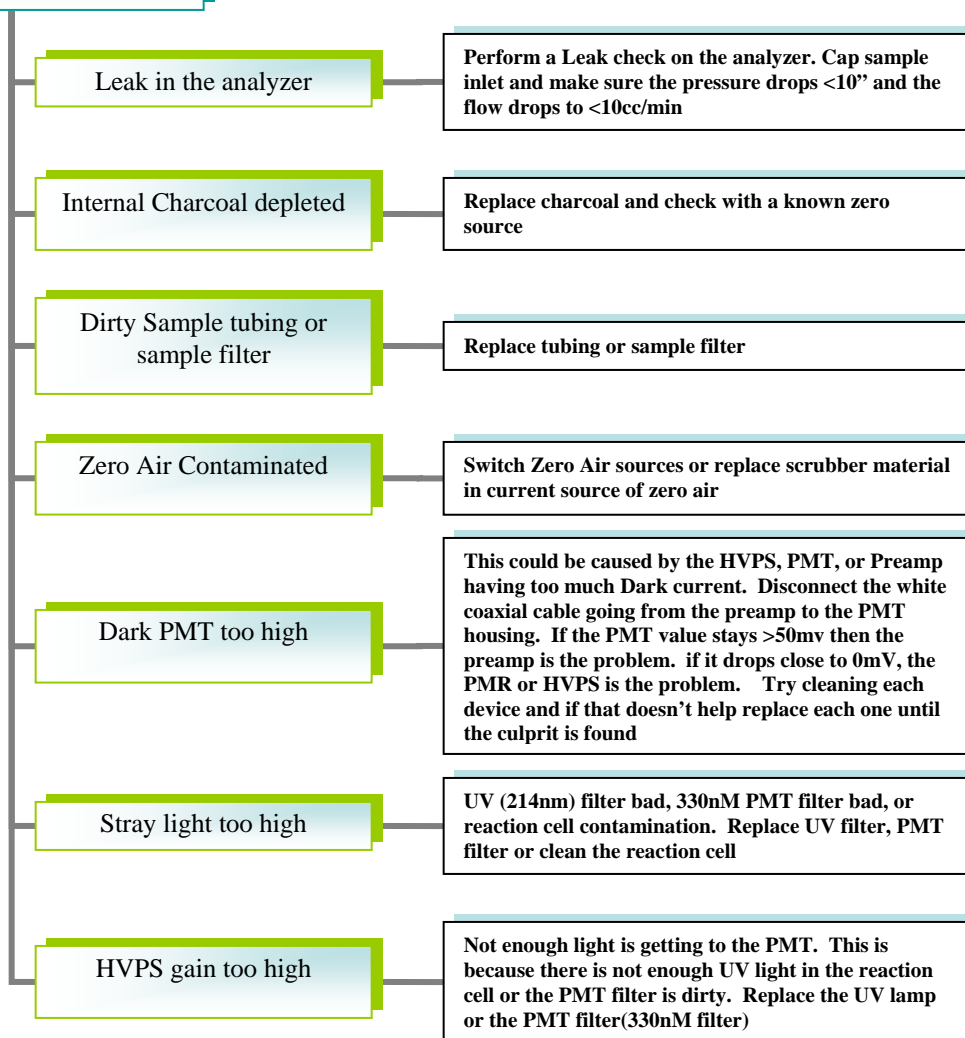 Leak in the analyzer
Perform a Leak check on the analyzer. Cap sample
inlet and make sure the pressure drops <10” and the
flow drops to <10cc/min
Internal Charcoal depleted
Replace charcoal and check with a known zero
source
Dirty Sample tubing or
sample filter
Replace tubing or sample filter
Zero Air Contaminated
Switch Zero Air sources or replace scrubber material
in current source of zero air
Dark PMT too high
This could be caused by the HVPS, PMT, or Preamp
having too much Dark current. Disconnect the white
coaxial cable going from the preamp to the PMT
housing. If the PMT value stays >50mv then the
preamp is the problem. if it drops close to 0mV, the
PMR or HVPS is the problem. Try cleaning each
device and if that doesn’t help replace each one until
the culprit is found
Stray light too high
UV (214nm) filter bad, 330nM PMT filter bad, or
reaction cell contamination. Replace UV filter, PMT
filter or clean the reaction cell
HVPS gain too high
Not enough light is getting to the PMT. This is
because there is not enough UV light in the reaction
cell or the PMT filter is dirty. Replace the UV lamp
or the PMT filter(330nM filter)